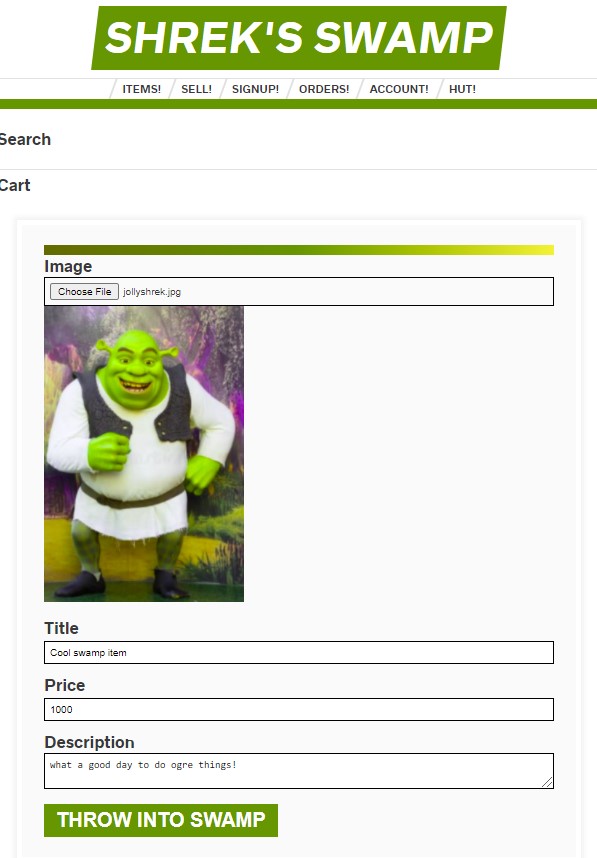 SHREK'S SWAMP
ITEMS! SELL! SIGNUP! ORDERS! ACCOUNT! HUT!
Search
Cart
Image
Choose File jollyshrek.jpg
Title
Cool swamp item
Price
1000
Description
what a good day to do ogre things!
THROW INTO SWAMP